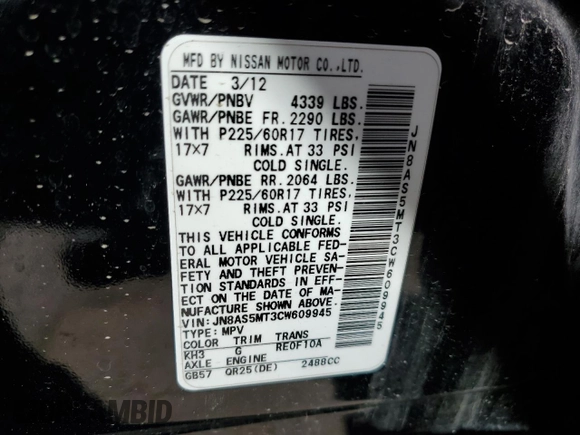 MFD BY NISSAN MOTOR CO.,LTD.
DATE 3/12
GVWR/PNBV 4339 LBS.
GAWR/PNBE FR. 2290 LBS.
WITH P225/60R17 TIRES.
17×7 RIMS. AT 33 PSI
COLD SINGLE.
GAWR/PNBE RR. 2064 LBS.
WITH P225/60R17 TIRES.
17×7 RIMS. AT 33 PSI
COLD SINGLE.
THIS VEHICLE CONFORMS
TO ALL APPLICABLE FED-
ERAL MOTOR VEHICLE SA-
FETY AND THEFT PREVEN-
TION STANDARDS IN EFF-
ECT ON THE DATE OF MA-
NUFACTURE SHOWN ABOVE.
VIN: JN8AS5MT3CW609945
TYPE: MPV
COLOR TRIM TRANS
KH3 G RE0F10A
AXLE ENGINE
GB57 QR25(DE) 2488CC
JN8AS5MT3CW609945